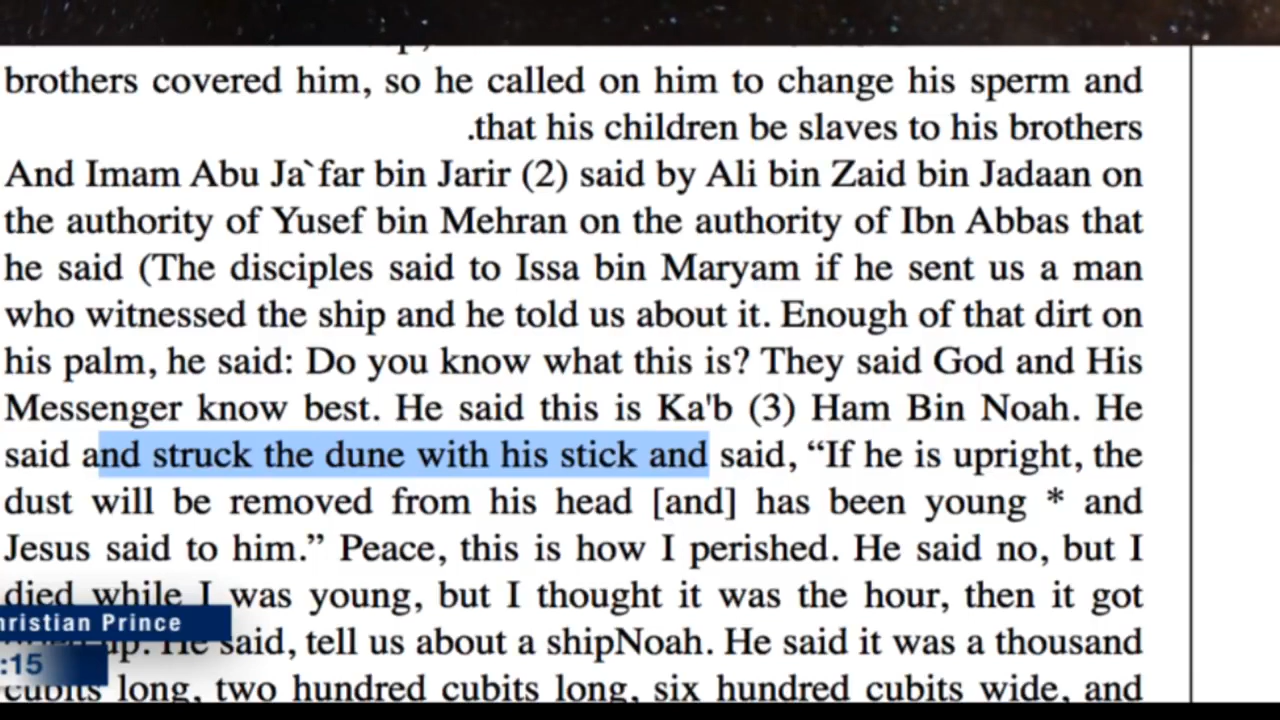 brothers covered him, so he called on him to change his sperm and
.that his children be slaves to his brothers
And Imam Abu Ja`far bin Jarir (2) said by Ali bin Zaid bin Jadaan on
the authority of Yusef bin Mehran on the authority of Ibn Abbas that
he said (The disciples said to Issa bin Maryam if he sent us a man
who witnessed the ship and he told us about it. Enough of that dirt on
his palm, he said: Do you know what this is? They said God and His
Messenger know best. He said this is Ka'b (3) Ham Bin Noah. He
said and struck the dune with his stick and said, “If he is upright, the
dust will be removed from his head [and] has been young * and
Jesus said to him.” Peace, this is how I perished. He said no, but I
died while I was young, but I thought it was the hour, then it got
hristian Prince
up. He said, tell us about a shipNoah. He said it was a thousand
:15
cubits long, two hundred cubits long, six hundred cubits wide, and